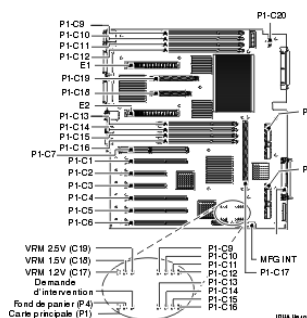 P1-C9
P1-C10
P1-C11
P1-C12
E1
P1-C19
P1-C18
E2
P1-C13
P1-C14
P1-C15
P1-C16
P1-C7
P1-C1
P1-C2
P1-C3
P1-C4
P1-C5
P1-C6
P1-C20
P
P
MFG INT
P1-C17
VRM 2.5V (C19)
VRM 1.5V (C18)
VRM 1.2V (C17)
Demande
d'intervention
Fond de panier (P4)
Carte principale (P1)
P1-C9
P1-C10
P1-C11
P1-C12
P1-C13
P1-C14
P1-C15
P1-C16